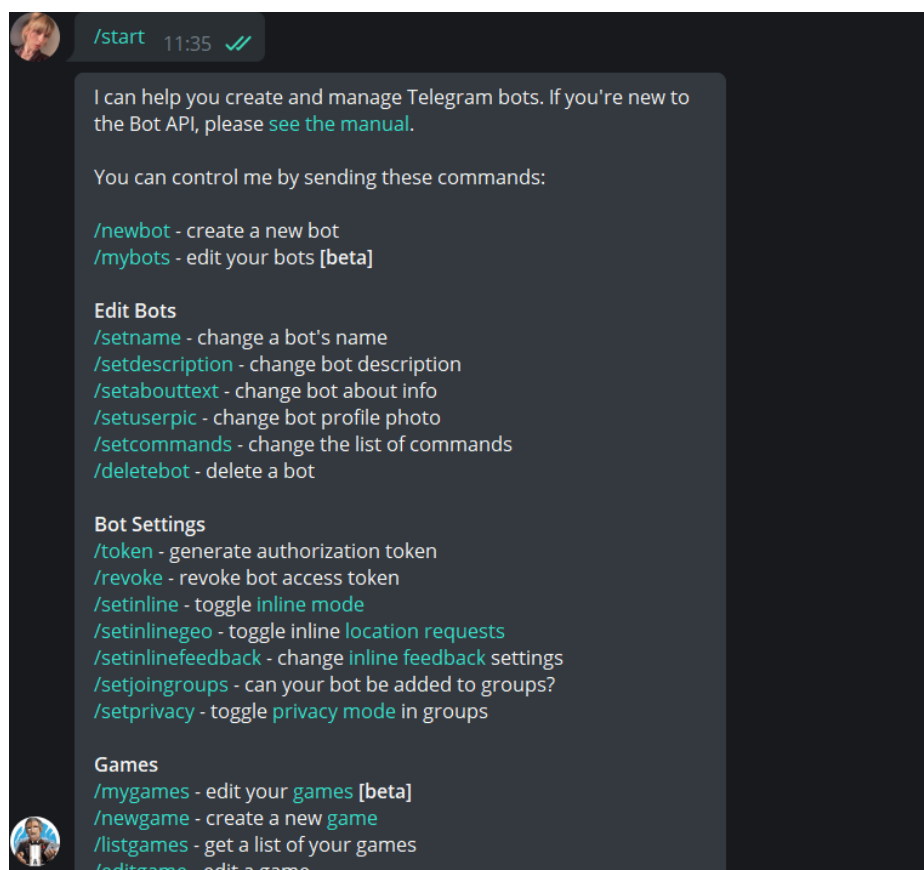 /start 11:35
I can help you create and manage Telegram bots. If you're new to
the Bot API, please see the manual.
You can control me by sending these commands:
/newbot - create a new bot
/mybots - edit your bots [beta]
Edit Bots
/setname - change a bot's name
/setdescription - change bot description
/setabouttext - change bot about info
/setuserpic - change bot profile photo
/setcommands - change the list of commands
/deletebot - delete a bot
Bot Settings
/token - generate authorization token
/revoke - revoke bot access token
/setinline - toggle inline mode
/setinlinegeo - toggle inline location requests
/setinlinefeedback - change inline feedback settings
/setjoingroups - can your bot be added to groups?
/setprivacy - toggle privacy mode in groups
Games
/mygames - edit your games [beta]
/newgame - create a new game
/listgames - get a list of your games
/editgame - edit a game